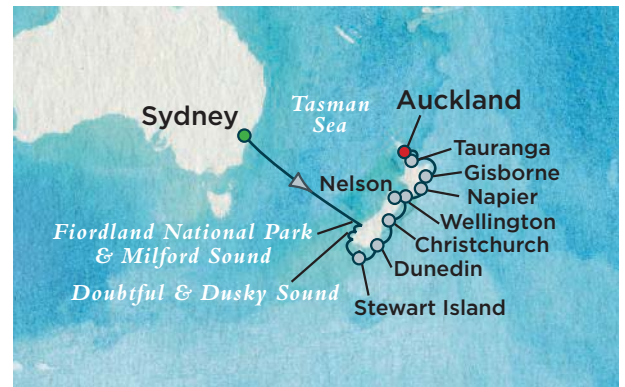 Tasman
Sea
Auckland
Sydney
Tauranga
Gisborne
Nelson
Napier
Wellington
Fiordland National Park
& Milford Sound
Christchurch
Dunedin
Doubtful & Dusky Sound
Stewart Island